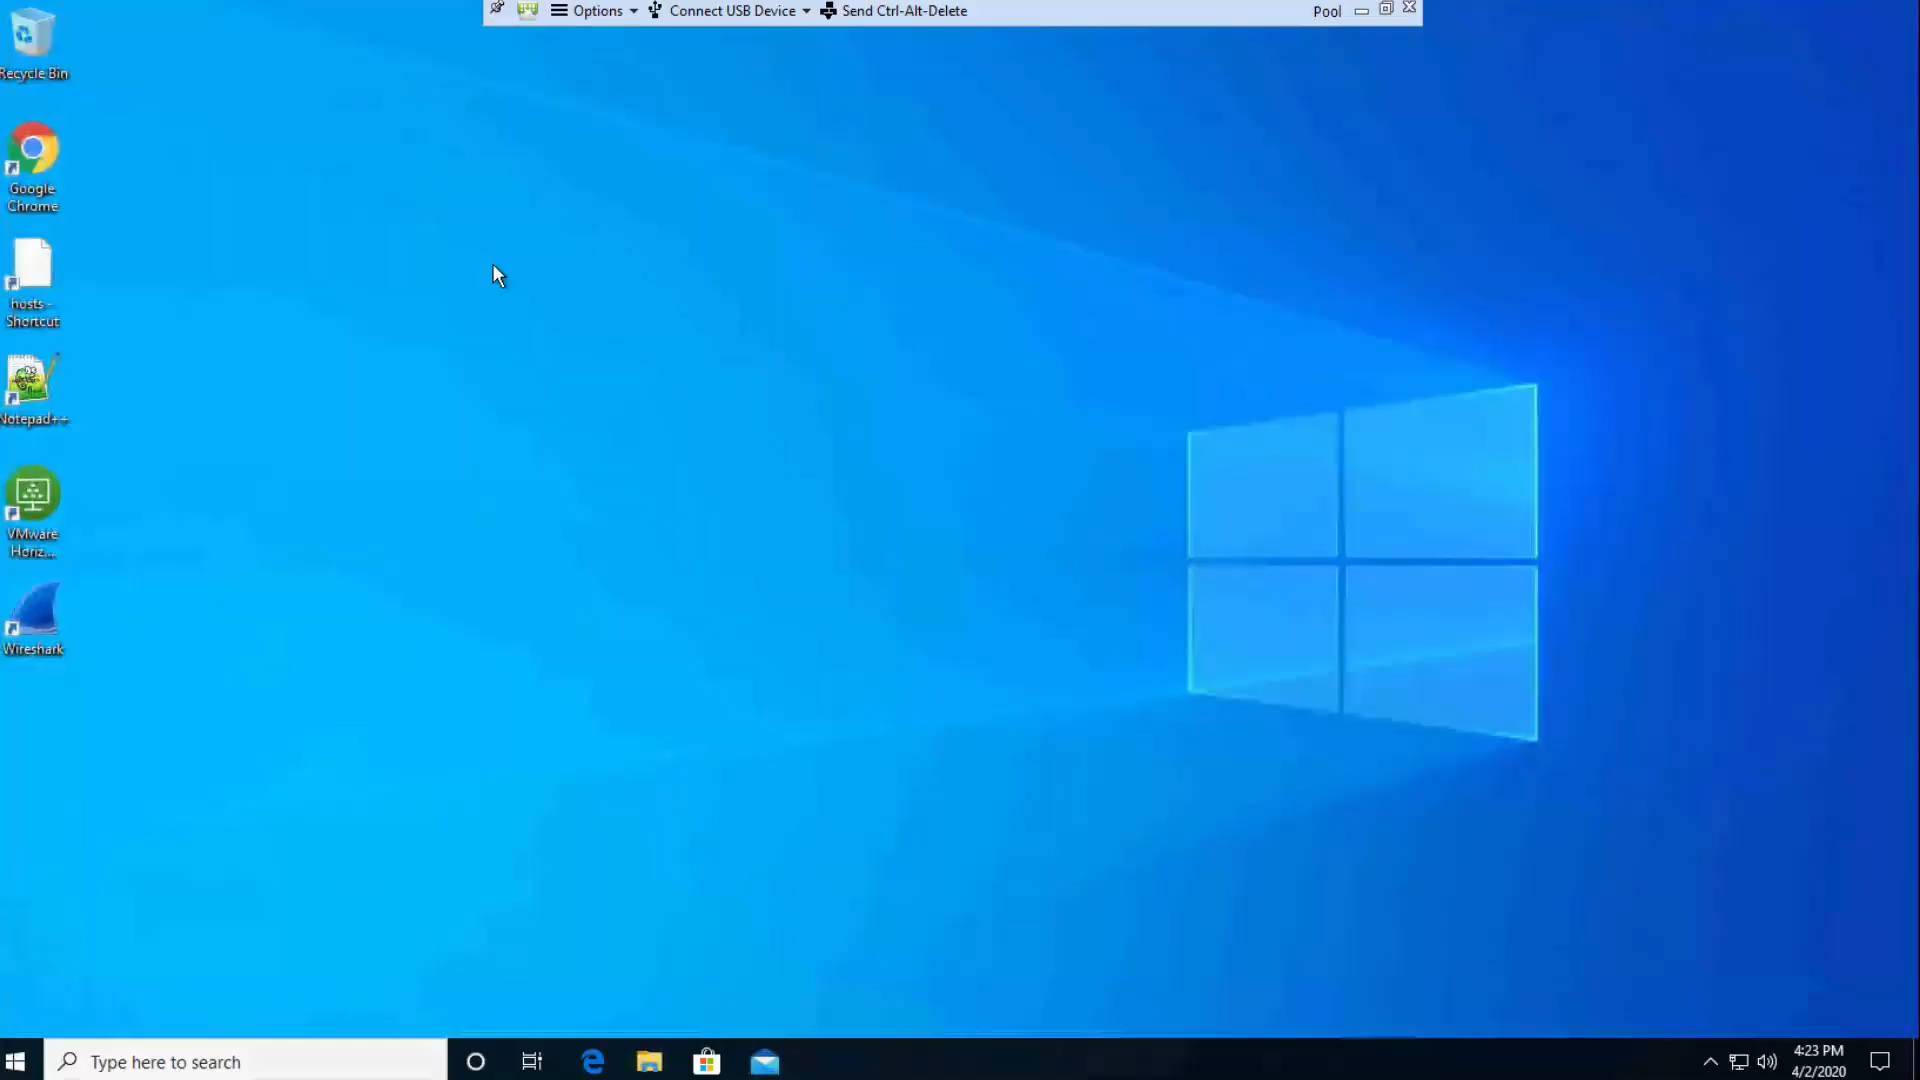 Options
Connect USB Device
Send Ctrl-Alt-Delete
Pool
Recycle Bin
Google
Chrome
hosts -
Shortcut
Notepad++
VMware
Horiz...
Wireshark
Type here to search
4:23 PM
4/2/2020